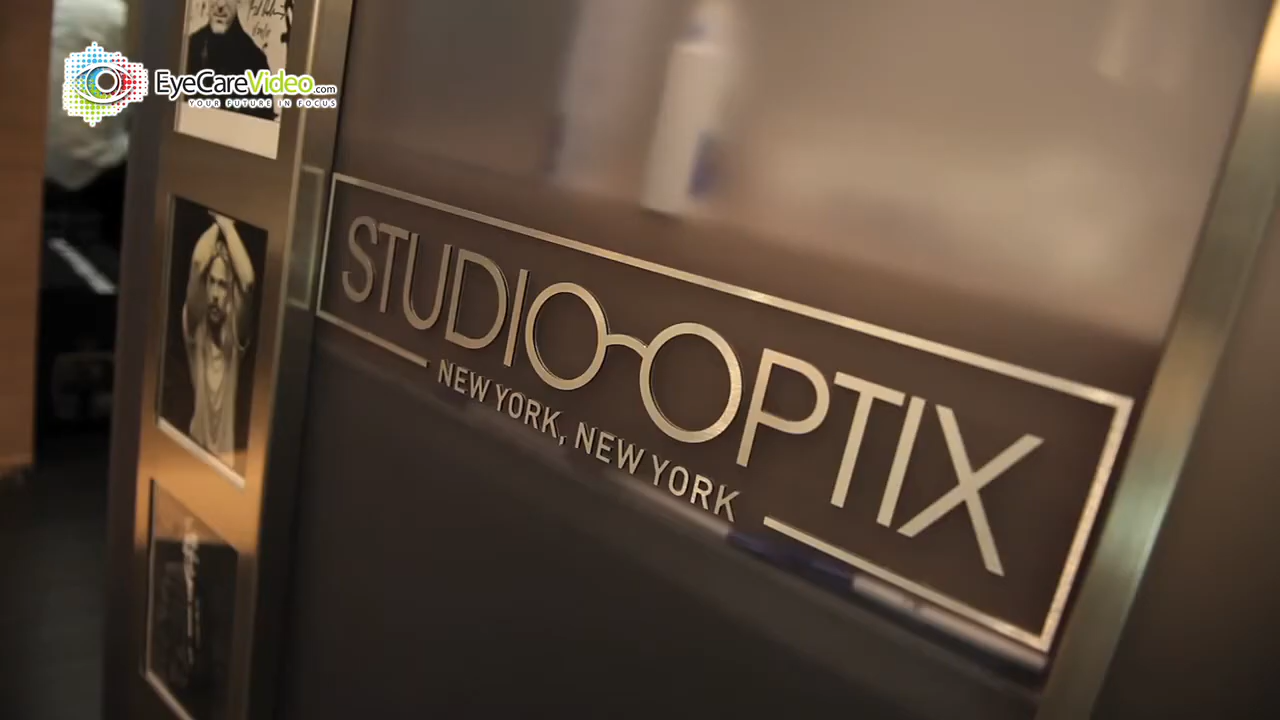 EyeCareVideo.com
YOUR FUTURE IN FOCUS
STUDIO OPTIX
NEW YORK, NEW YORK